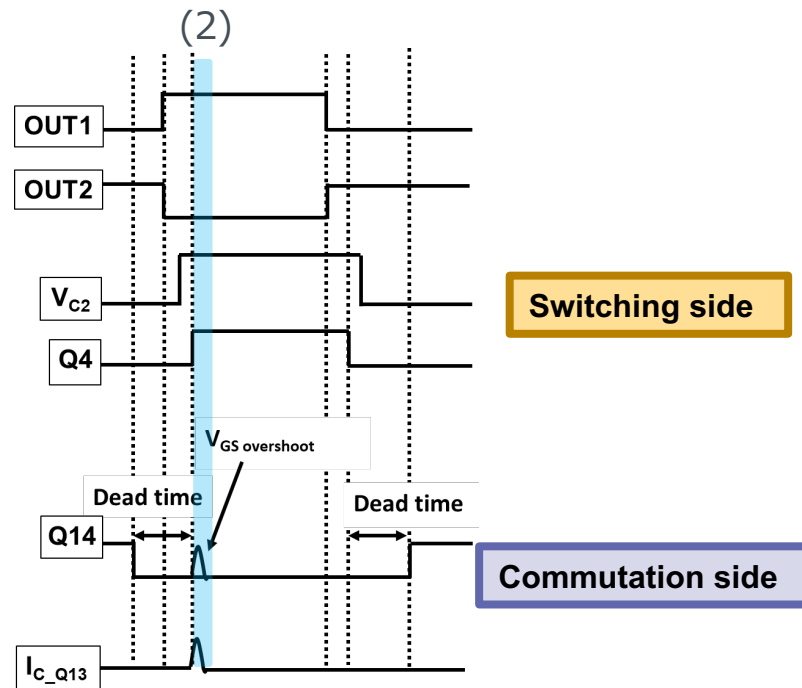 (2)
OUT1
OUT2
VC2
Switching side
Q4
VGS overshoot
Dead time
Dead time
Q14
Commutation side
IC_Q13